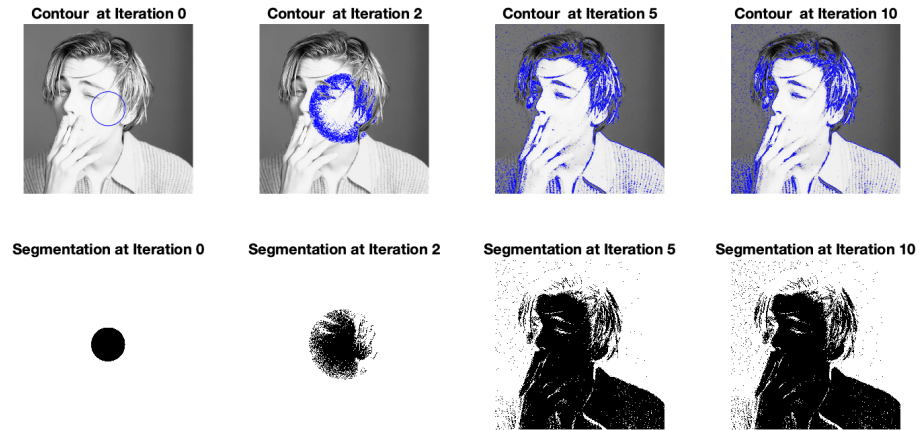 Contour at Iteration 0
Contour at Iteration 2
Contour at Iteration 5
Contour at Iteration 10
Segmentation at Iteration 0
Segmentation at Iteration 2
Segmentation at Iteration 5
Segmentation at Iteration 10